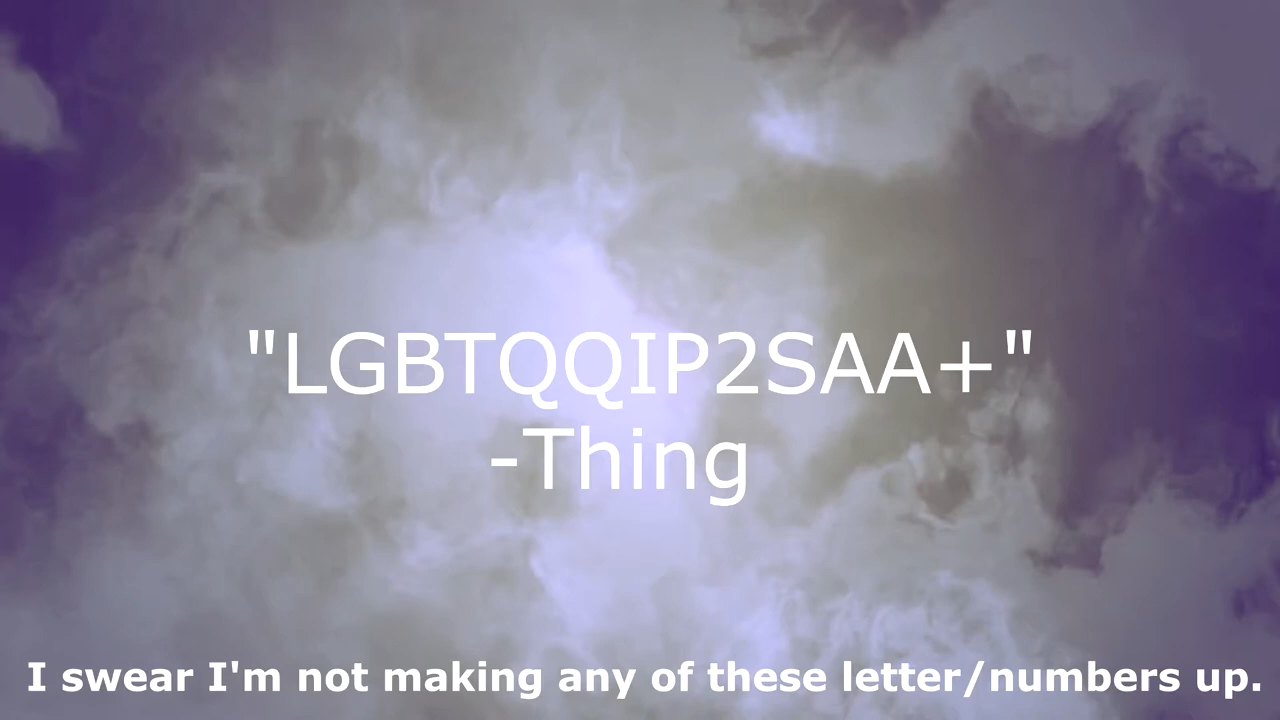 "LGBTQQIP2SAA+"
-Thing
I swear I'm not making any of these letter/numbers up.